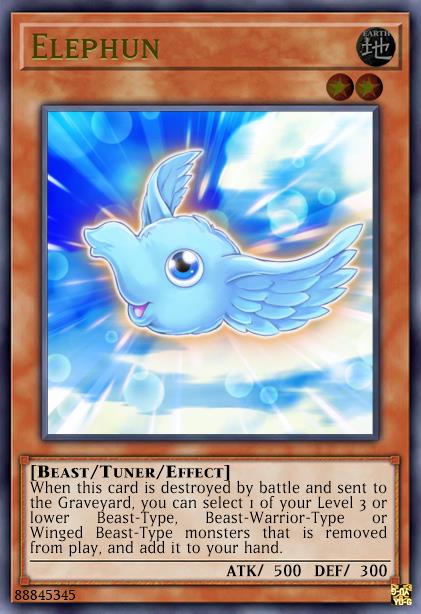 Elephun
EARTH
地
[Beast/Tuner/Effect]
When this card is destroyed by battle and sent to
the Graveyard, you can select 1 of your Level 3 or
lower Beast-Type, Beast-Warrior-Type or
Winged Beast-Type monsters that is removed
from play, and add it to your hand.
ATK/ 500 DEF/ 300
88845345